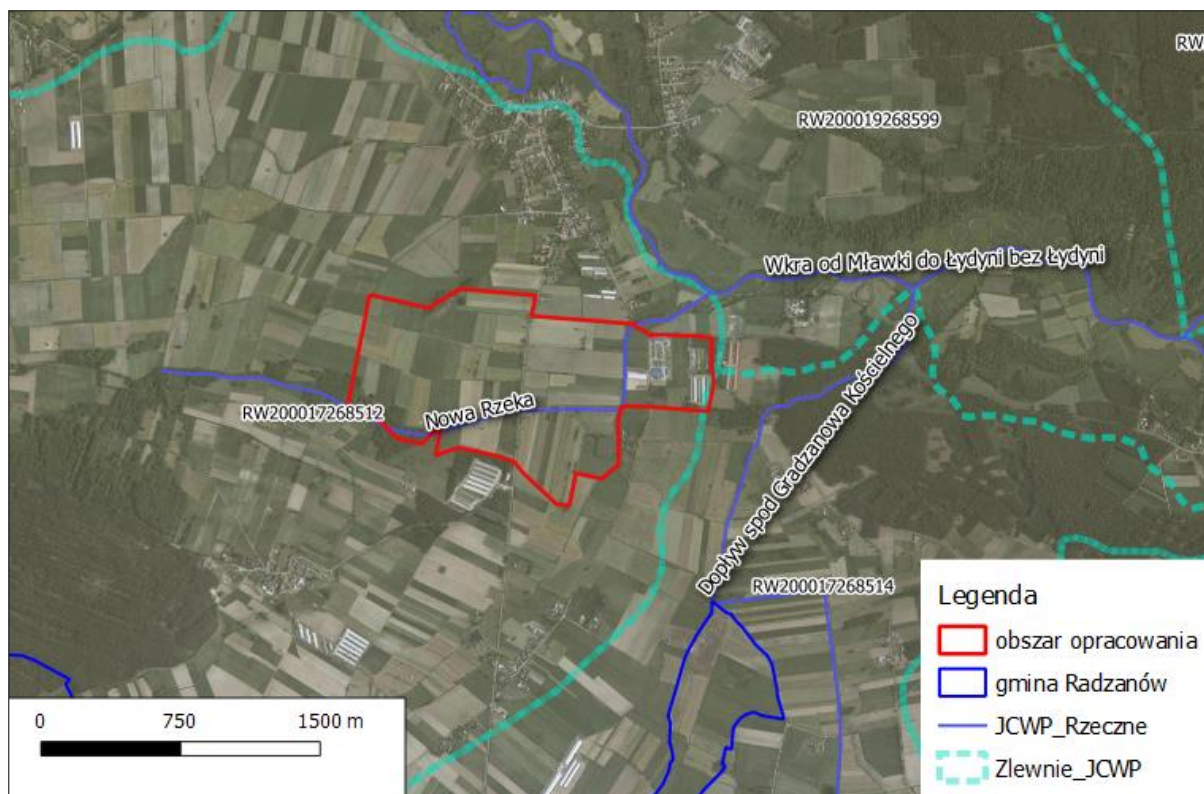 RW
RW200019268599
Wkra od Mławki do Łydyni bez Łydyni
RW200017268512
Nowa Rzeka
Dopływ spod Gradzanowa Kościelnego
RW200017268514
Legenda
obszar opracowania
gmina Radzanów
JCWP_Rzeczne
Zlewnie_JCWP
0 750 1500 m